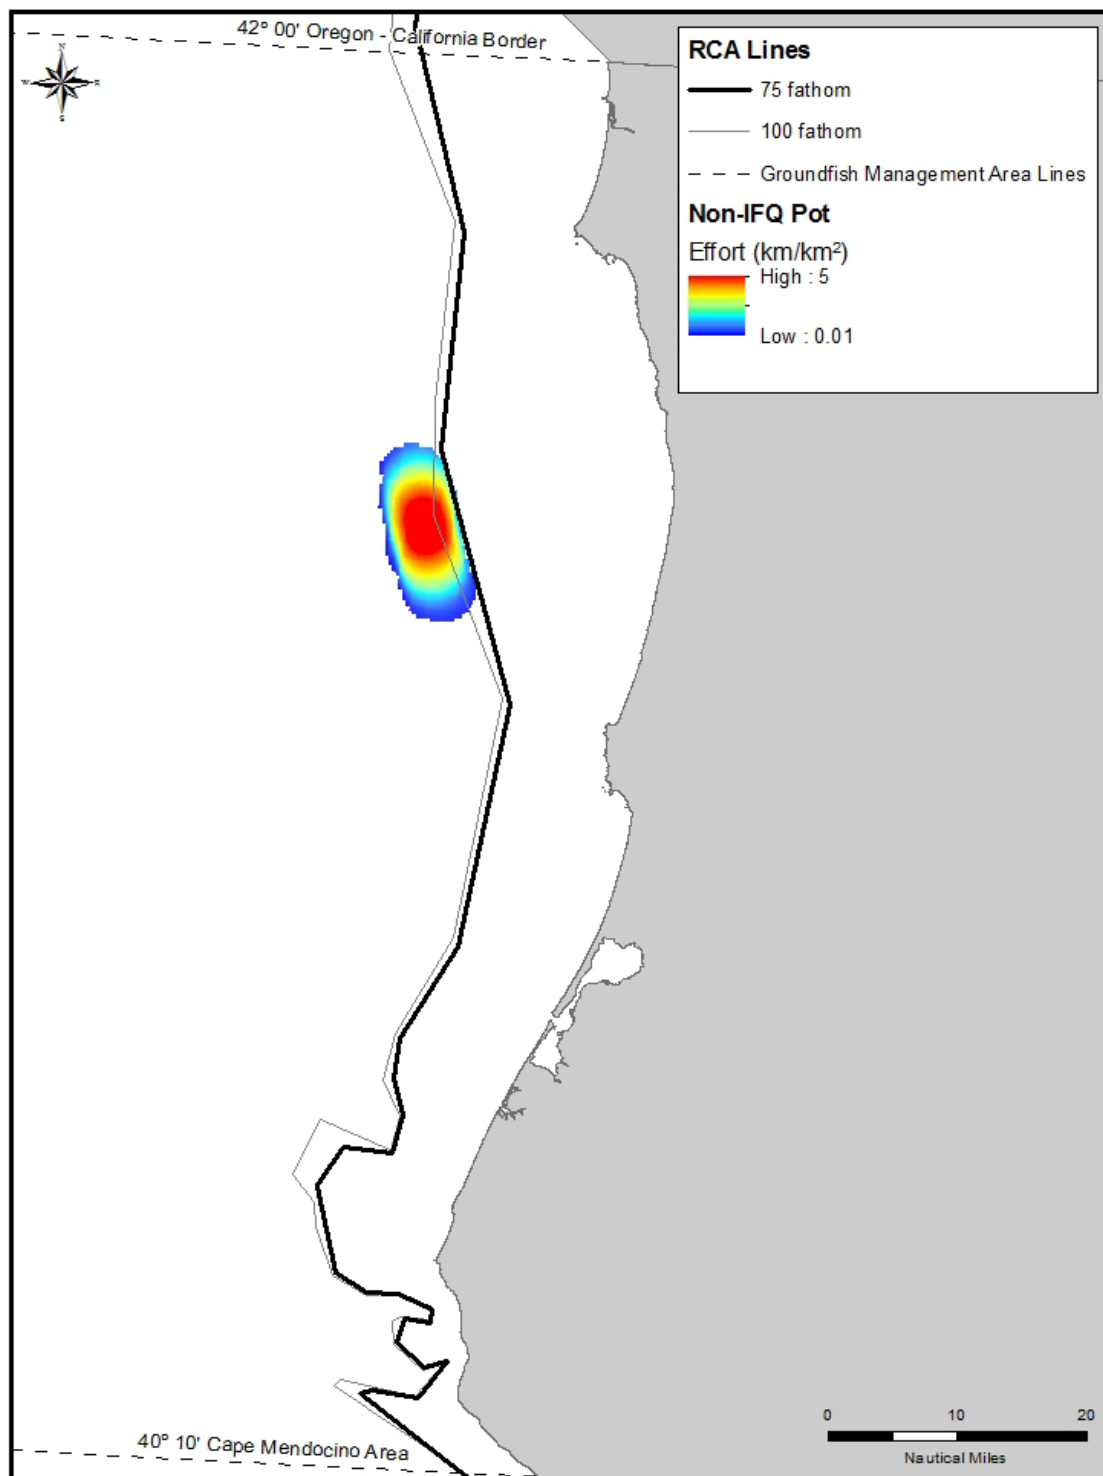 42° 00' Oregon - California Border
N
W
E
S
RCA Lines
75 fathom
100 fathom
Groundfish Management Area Lines
Non-IFQ Pot
Effort (km/km²)
High : 5
Low : 0.01
0 10 20
Nautical Miles
40° 10' Cape Mendocino Area